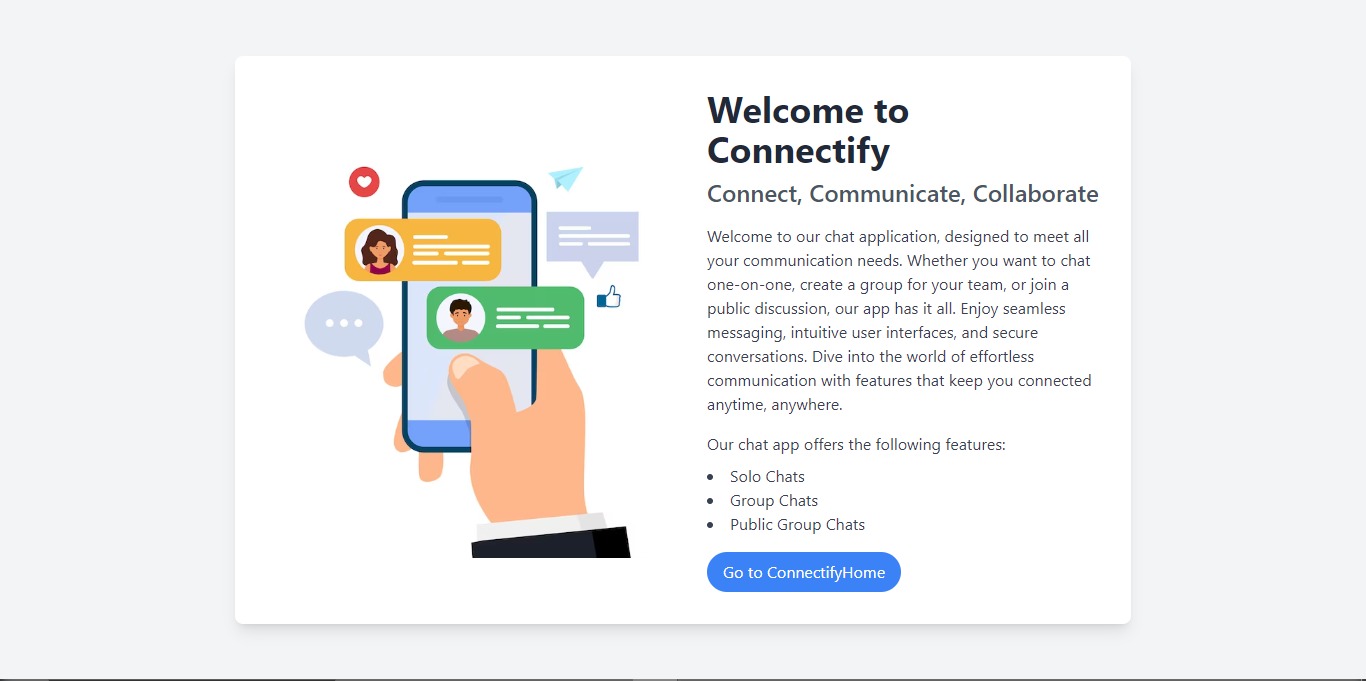 Welcome to
Connectify
Connect, Communicate, Collaborate
Welcome to our chat application, designed to meet all
your communication needs. Whether you want to chat
one-on-one, create a group for your team, or join a
public discussion, our app has it all. Enjoy seamless
messaging, intuitive user interfaces, and secure
conversations. Dive into the world of effortless
communication with features that keep you connected
anytime, anywhere.
Our chat app offers the following features:
• Solo Chats
• Group Chats
• Public Group Chats
Go to ConnectifyHome